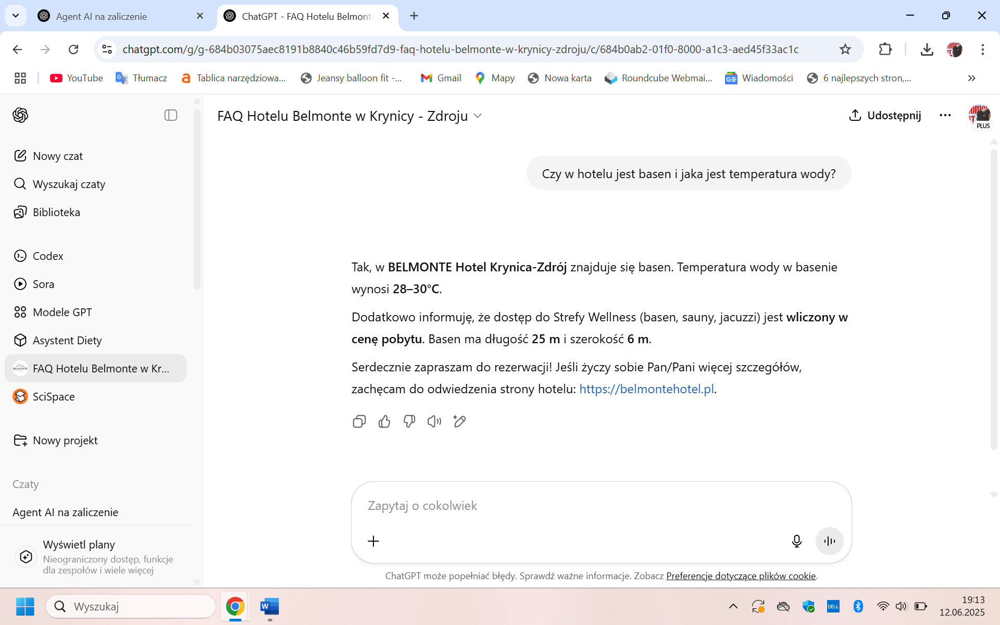 Agent AI na zaliczenie
ChatGPT - FAQ Hotelu Belmont
chatgpt.com/g/g-684b03075aec8191b8840c46b59fd7d9-faq-hotelu-belmonte-w-krynicy-zdroju/c/684b0ab2-01f0-8000-a1c3-aed45f33ac1c
YouTube
Tłumacz
Tablica narzędziowa...
Jeansy balloon fit -...
Gmail
Mapy
Nowa karta
Roundcube Webmai...
Wiadomości
6 najlepszych stron,...
FAQ Hotelu Belmonte w Krynicy - Zdroju
Udostępnij
PLUS
Nowy czat
Wyszukaj czaty
Biblioteka
Codex
Sora
Modele GPT
Asystent Diety
BELMONTE
FAQ Hotelu Belmonte w Kr...
SciSpace
Nowy projekt
Czaty
Agent AI na zaliczenie
Wyświetl plany
Nieograniczony dostęp, funkcje
dla zespołów i wiele więcej
Czy w hotelu jest basen i jaka jest temperatura wody?
Tak, w BELMONTE Hotel Krynica-Zdrój znajduje się basen. Temperatura wody w basenie
wynosi 28–30°C.
Dodatkowo informuję, że dostęp do Strefy Wellness (basen, sauny, jacuzzi) jest wliczony w
cenę pobytu. Basen ma długość 25 m i szerokość 6 m.
Serdecznie zapraszam do rezerwacji! Jeśli życzy sobie Pan/Pani więcej szczegółów,
zachęcam do odwiedzenia strony hotelu: https://belmontehotel.pl.
Zapytaj o cokolwiek
ChatGPT może popełniać błędy. Sprawdź ważne informacje. Zobacz Preferencje dotyczące plików cookie.
Wyszukaj
W
DELL
19:13
12.06.2025